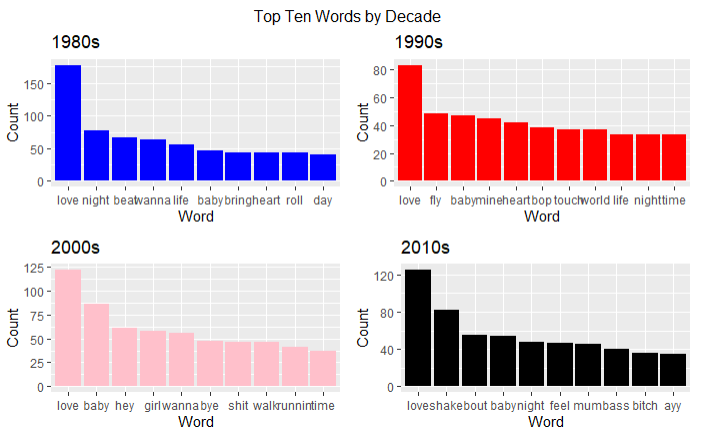 Top Ten Words by Decade
1980s
1990s
Count
150
100
50
0
love night beat wanna life baby bring heart roll day
Word
Count
80
60
40
20
0
love fly baby mine heart bop touch world life night time
Word
2000s
2010s
Count
125
100
75
50
25
0
love baby hey girl wanna bye shit walk runnin time
Word
Count
120
80
40
0
love shake bout baby night feel mum bass bitch ayy
Word